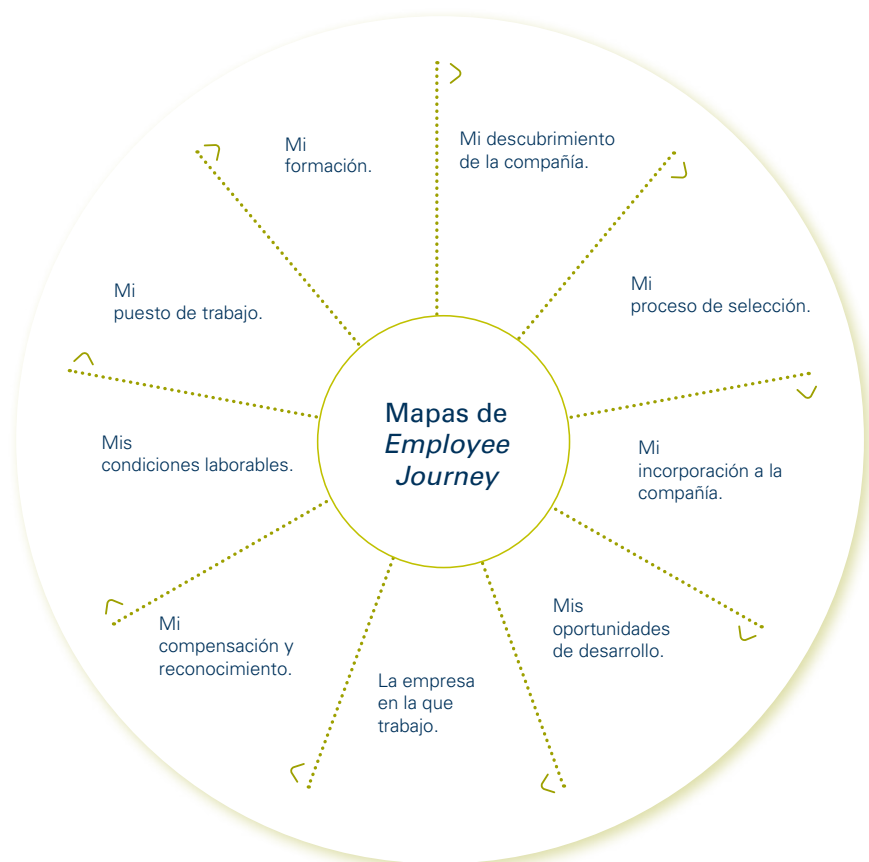 Mi descubrimiento
de la compañía.
Mi
proceso de selección.
Mi
incorporación a la
compañía.
Mis
oportunidades
de desarrollo.
La empresa
en la que
trabajo.
Mi
compensación y
reconocimiento.
Mis
condiciones laborables.
Mi
puesto de trabajo.
Mi
formación.
Mapas de
Employee
Journey